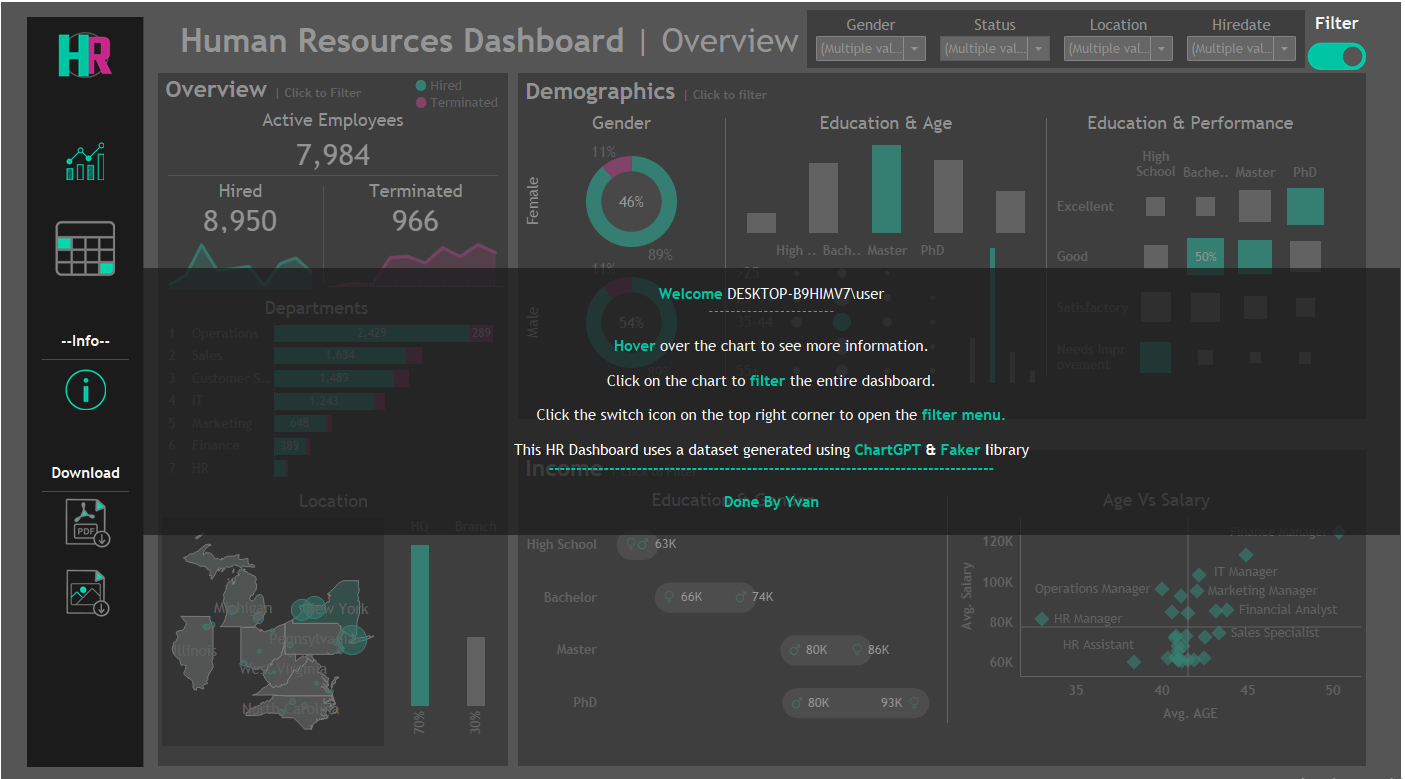 HR
Human Resources Dashboard | Overview
Gender
Status
Location
Hiredate
Filter
(Multiple val...
(Multiple val...
(Multiple val...
(Multiple val...
Overview | Click to Filter
Hired
Terminated
Active Employees
7,984
Hired
Terminated
8,950
966
Departments
1 Operations 2,429 289
2 Sales 1,634
3 Customer S.. 1,489
4 IT 1,243
5 Marketing 648
6 Finance 389
7 HR
Location
HQ
Branch
Michigan
New York
Illinois
Pennsylvania
West Virginia
North Carolina
70%
30%
Demographics | Click to filter
Gender
Female
11%
46%
89%
Male
11%
54%
89%
Education & Age
High .. Bach.. Master PhD
<25
35-44
Education & Performance
High School
Bache..
Master
PhD
Excellent
Good
50%
Satisfactory
Needs Impr
ovement
Welcome DESKTOP-B9HIMV7\user
Hover over the chart to see more information.
Click on the chart to filter the entire dashboard.
Click the switch icon on the top right corner to open the filter menu.
This HR Dashboard uses a dataset generated using ChartGPT & Faker library
Done By Yvan
--Info--
Download
PDF
Income
Education & Gender
High School 63K
Bachelor 66K 74K
Master 80K 86K
PhD 80K 93K
Age Vs Salary
Avg. Salary
120K
100K
80K
60K
Finance Manager
IT Manager
Operations Manager
Marketing Manager
Financial Analyst
HR Manager
Sales Specialist
HR Assistant
35
40
45
50
Avg. AGE